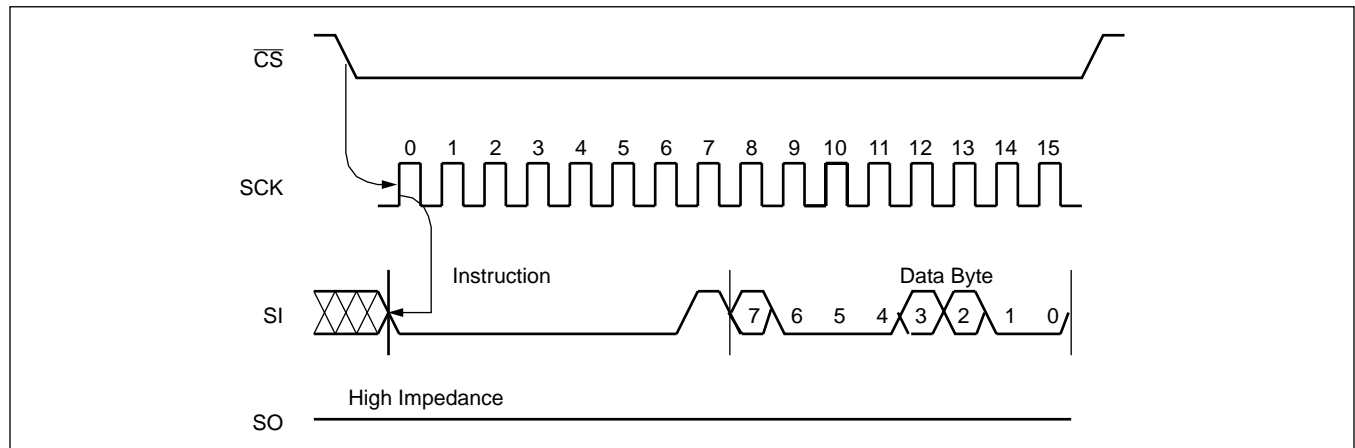 CS
0 1 2 3 4 5 6 7 8 9 10 11 12 13 14 15
SCK
Instruction Data Byte
SI 7 6 5 4 3 2 1 0
High Impedance
SO